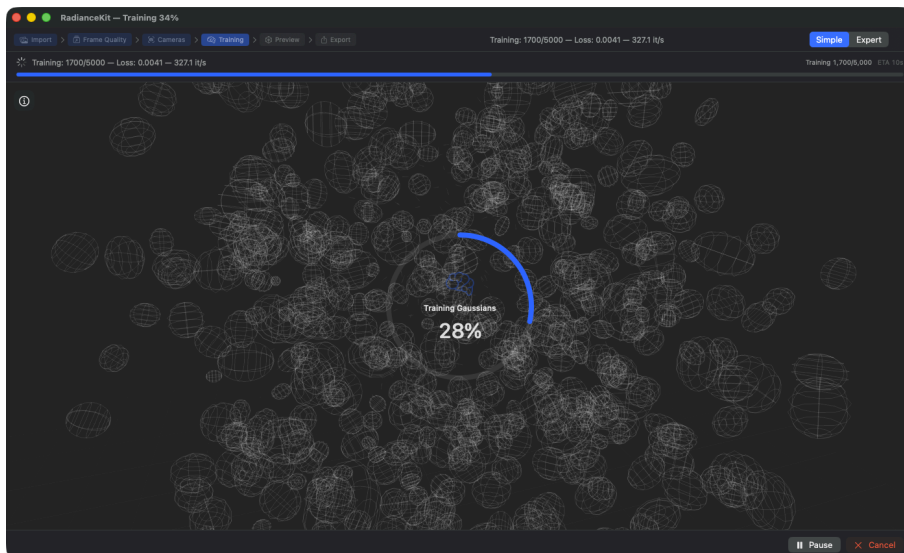 RadianceKit — Training 34%
Import > Frame Quality > Cameras > Training > Preview > Export
Training: 1700/5000 — Loss: 0.0041 — 327.1 it/s
Simple Expert
Training: 1700/5000 — Loss: 0.0041 — 327.1 it/s
Training 1,700/5,000 ETA 10s
Training Gaussians
28%
Pause
Cancel